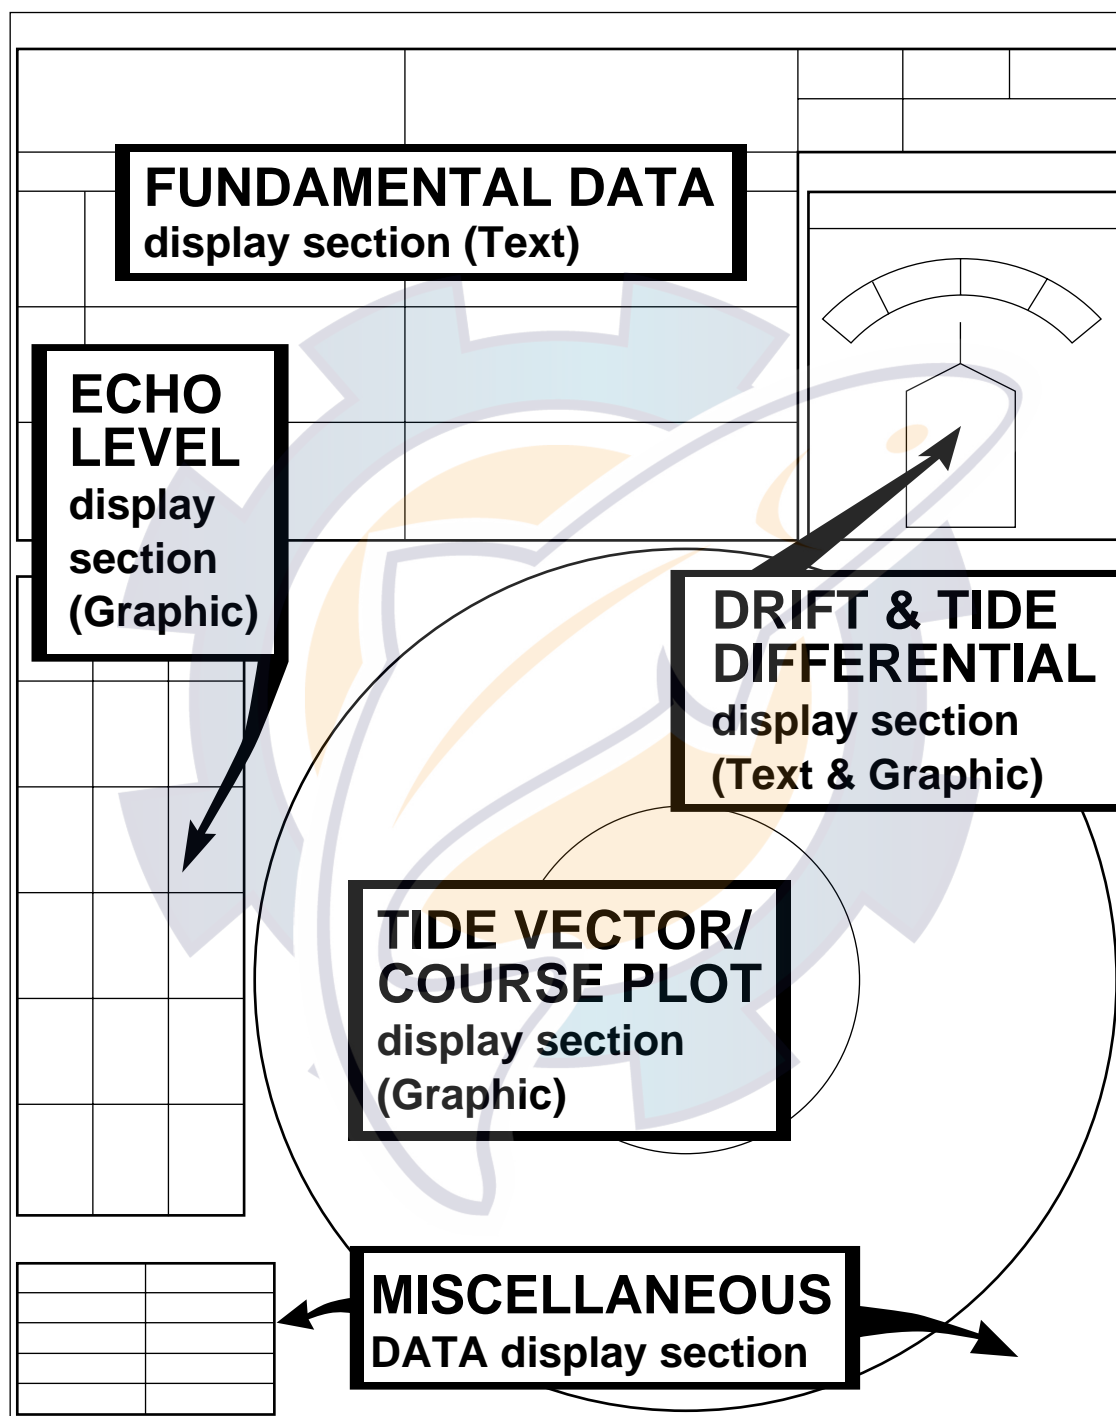 FUNDAMENTAL DATA
display section (Text)
ECHO
LEVEL
display
section
(Graphic)
DRIFT & TIDE
DIFFERENTIAL
display section
(Text & Graphic)
TIDE VECTOR/
COURSE PLOT
display section
(Graphic)
MISCELLANEOUS
DATA display section